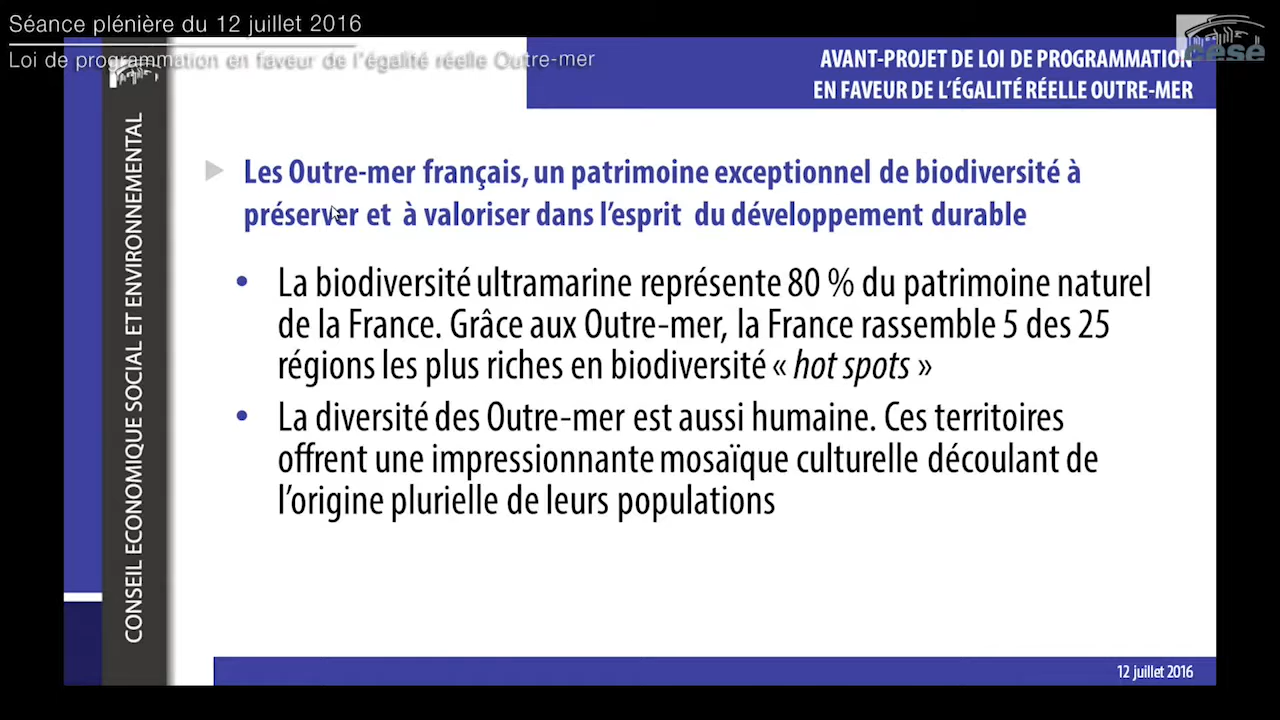 Séance plénière du 12 juillet 2016
Loi de programmation en faveur de l'égalité réelle Outre-mer
cese
AVANT-PROJET DE LOI DE PROGRAMMATION
EN FAVEUR DE L'ÉGALITÉ RÉELLE OUTRE-MER
CONSEIL ECONOMIQUE SOCIAL ET ENVIRONNEMENTAL
Les Outre-mer français, un patrimoine exceptionnel de biodiversité à
préserver et à valoriser dans l'esprit du développement durable
• La biodiversité ultramarine représente 80 % du patrimoine naturel
de la France. Grâce aux Outre-mer, la France rassemble 5 des 25
régions les plus riches en biodiversité « hot spots »
• La diversité des Outre-mer est aussi humaine. Ces territoires
offrent une impressionnante mosaïque culturelle découlant de
l'origine plurielle de leurs populations
12 juillet 2016